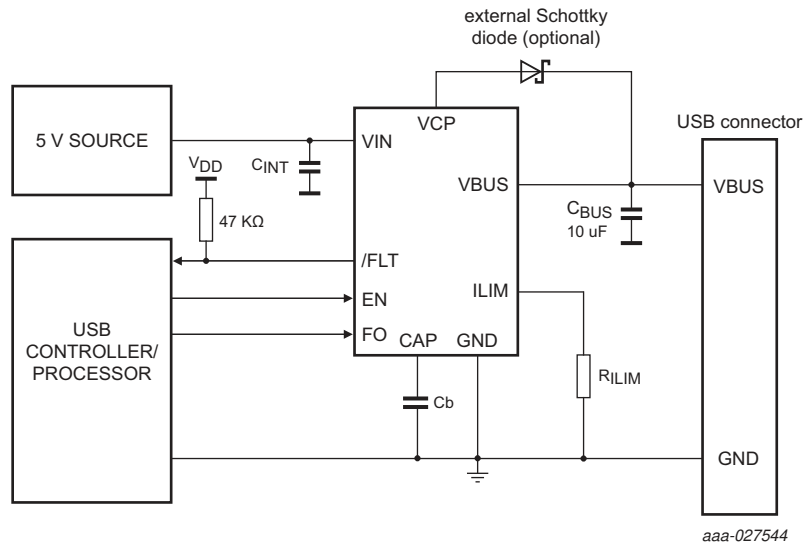 external Schottky
diode (optional)
5 V SOURCE
VIN
VCP
USB connector
VDD
CINT
VBUS
VBUS
47 KΩ
CBUS
10 uF
/FLT
ILIM
EN
USB
CONTROLLER/
PROCESSOR
FO
CAP
GND
RILIM
Cb
GND
aaa-027544